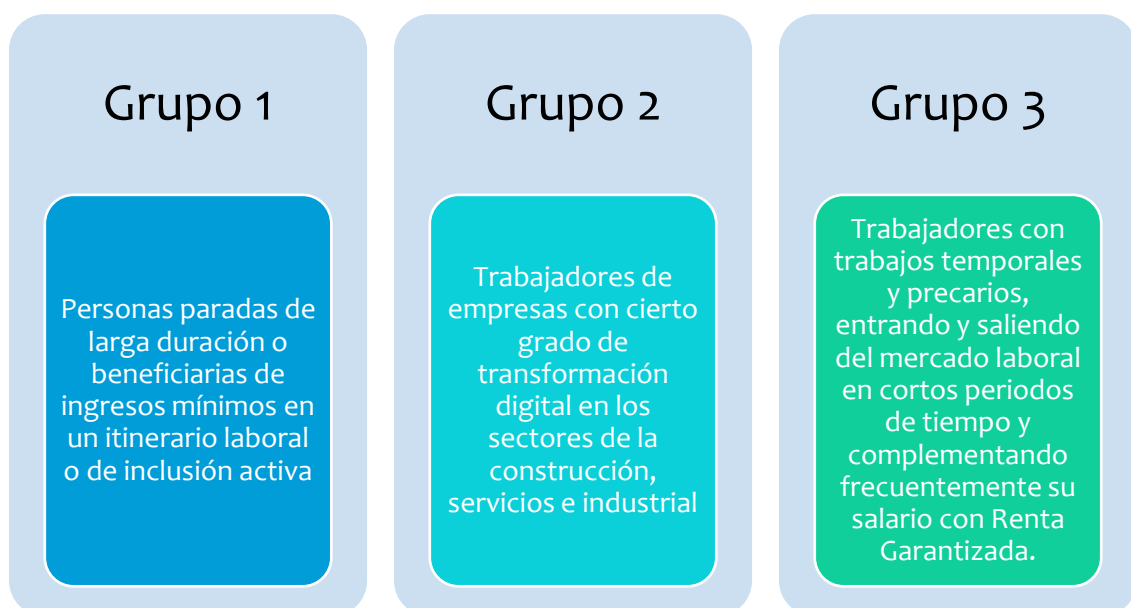 Grupo 1
Personas paradas de
larga duración o
beneficiarias de
ingresos mínimos en
un itinerario laboral
o de inclusión activa
Grupo 2
Trabajadores de
empresas con cierto
grado de
transformación
digital en los
sectores de la
construcción,
servicios e industrial
Grupo 3
Trabajadores con
trabajos temporales
y precarios,
entrando y saliendo
del mercado laboral
en cortos periodos
de tiempo y
complementando
frecuentemente su
salario con Renta
Garantizada.